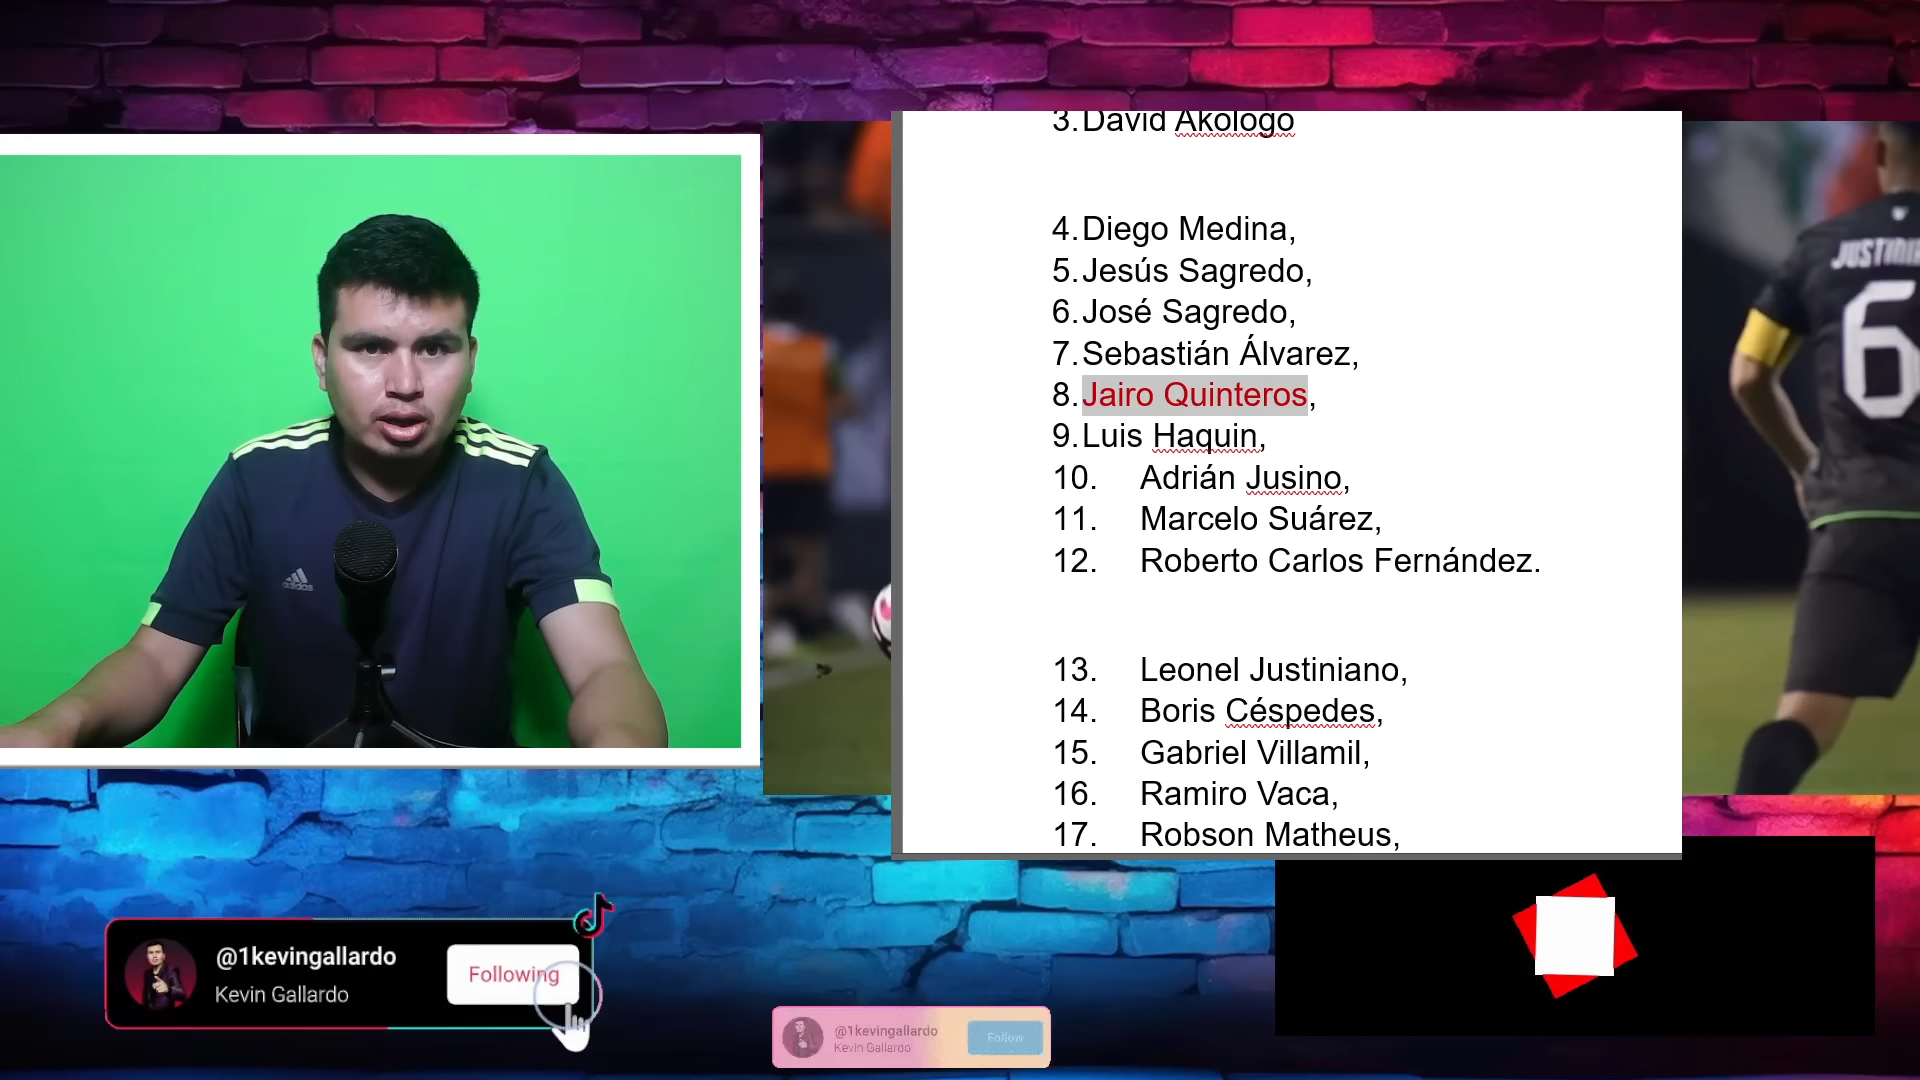 3. David Akologo
4. Diego Medina,
5. Jesús Sagredo,
6. José Sagredo,
7. Sebastián Álvarez,
8. Jairo Quinteros,
9. Luis Haquin,
10. Adrián Jusino,
11. Marcelo Suárez,
12. Roberto Carlos Fernández.
13. Leonel Justiniano,
14. Boris Céspedes,
15. Gabriel Villamil,
16. Ramiro Vaca,
17. Robson Matheus,
6
adidas
@1kevingallardo
Kevin Gallardo
Following
@1kevingallardo
Kevin Gallardo
Follow